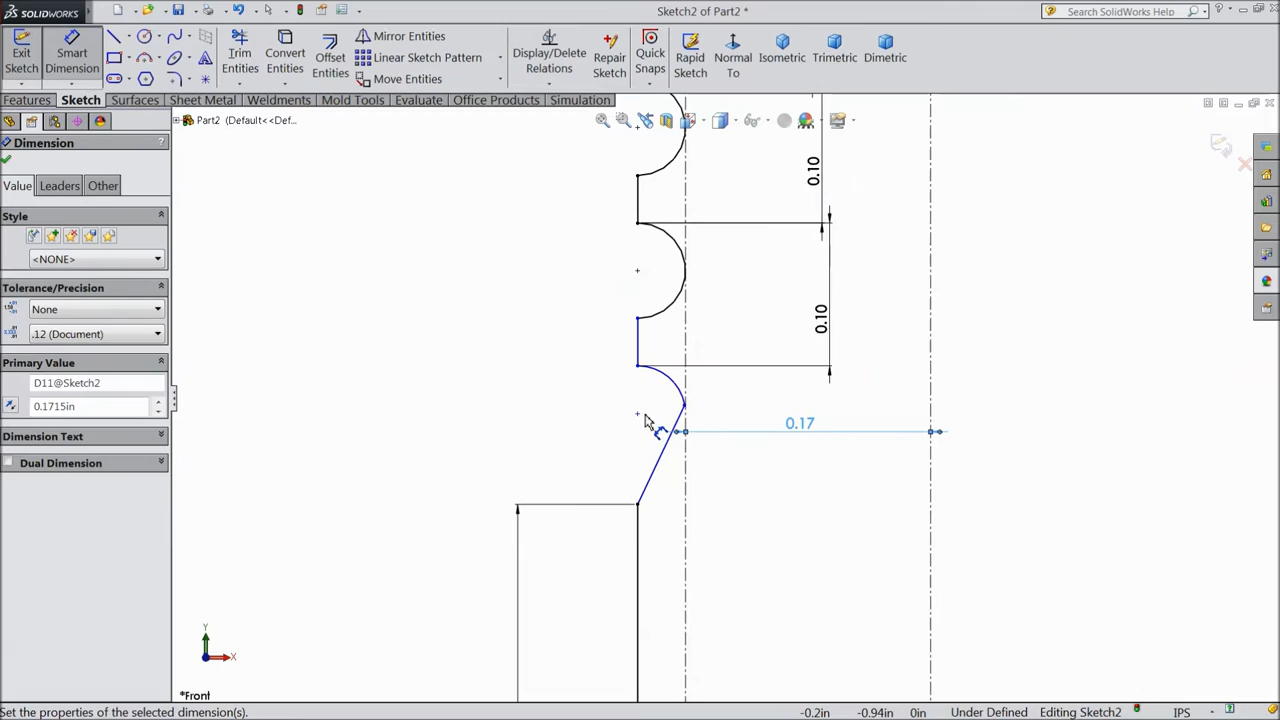 SOLIDWORKS
Sketch2 of Part2 *
Search SolidWorks Help
Exit Sketch
Smart Dimension
Trim Entities
Convert Entities
Offset Entities
Mirror Entities
Linear Sketch Pattern
Move Entities
Display/Delete Relations
Repair Sketch
Quick Snaps
Rapid Sketch
Normal To
Isometric
Trimetric
Dimetric
Features
Sketch
Surfaces
Sheet Metal
Weldments
Mold Tools
Evaluate
Office Products
Simulation
Part2 (Default<<Def...
Dimension
?
Value
Leaders
Other
Style
<NONE>
Tolerance/Precision
None
.12 (Document)
Primary Value
D11@Sketch2
0.1715in
Dimension Text
Dual Dimension
0.10
0.10
0.17
Y
X
*Front
Set the properties of the selected dimension(s).
-0.2in
-0.94in
0in
Under Defined
Editing Sketch2
IPS